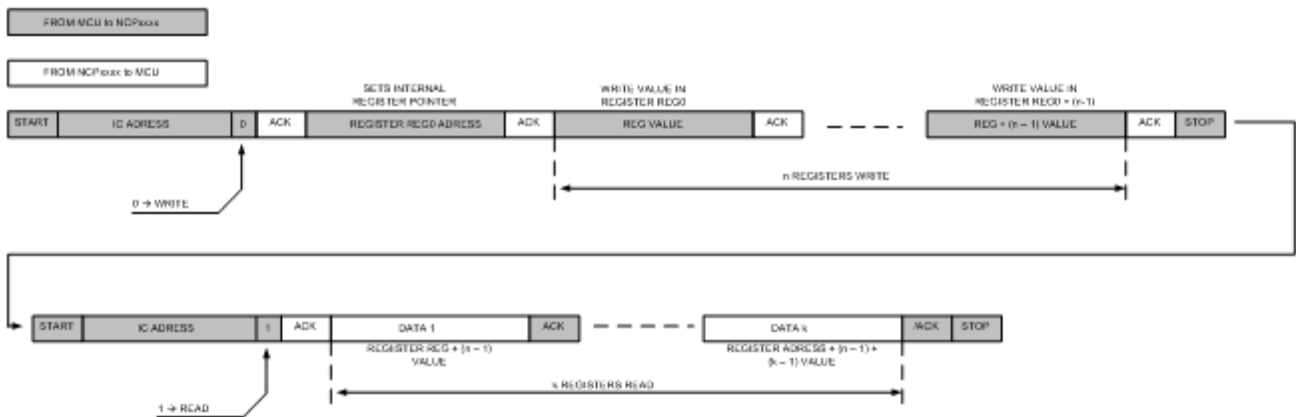 FROM MCU to NCPxxxx
FROM NCPxxxx to MCU
SETS INTERNAL
REGISTER POINTER
WRITE VALUE IN
REGISTER REG0
WRITE VALUE IN
REGISTER REG0 + (n-1)
START IC ADRESS 0 ACK REGISTER REG0 ADRESS ACK REG VALUE ACK REG + (n – 1) VALUE ACK STOP
n REGISTERS WRITE
0 → WRITE
START IC ADRESS 1 ACK DATA 1 ACK DATA k /ACK STOP
REGISTER REG + (n – 1)
VALUE
REGISTER ADRESS + (n – 1) +
(k – 1) VALUE
k REGISTERS READ
1 → READ